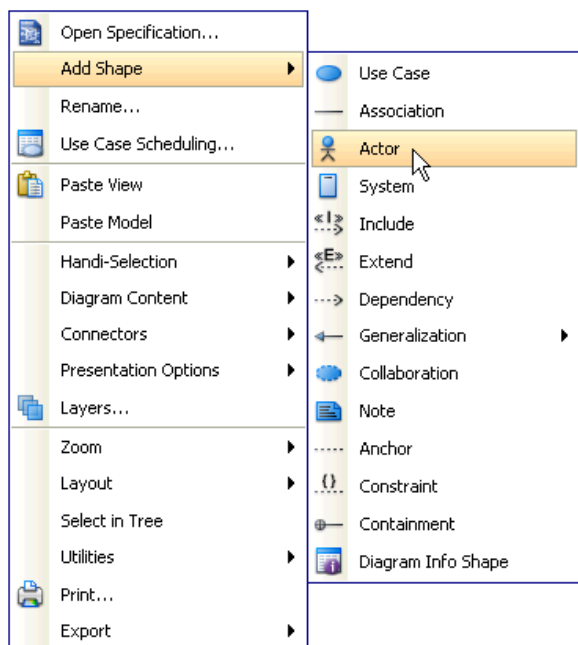 Open Specification...
Add Shape
Rename...
Use Case Scheduling...
Paste View
Paste Model
Handi-Selection
Diagram Content
Connectors
Presentation Options
Layers...
Zoom
Layout
Select in Tree
Utilities
Print...
Export
Use Case
Association
Actor
System
«I» Include
«E» Extend
Dependency
Generalization
Collaboration
Note
Anchor
{} Constraint
Containment
Diagram Info Shape